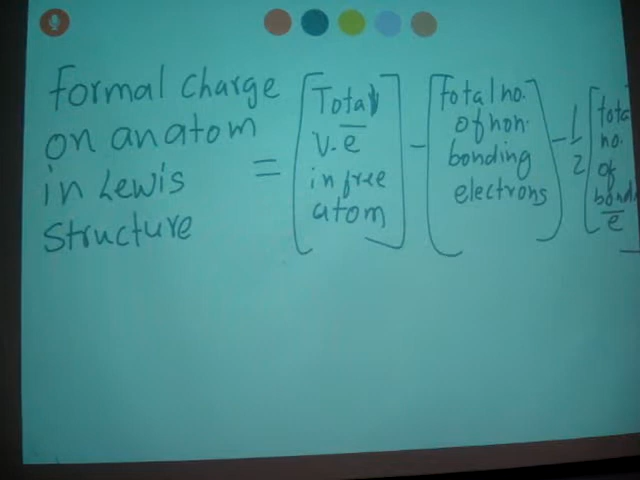 Formal Charge
on an atom
in Lewis
Structure
=
[Total
V.e̅
in free
atom]
-
[Total no.
of non.
bonding
electrons]
- 1/2
[tota
no.
of
bond
e̅]